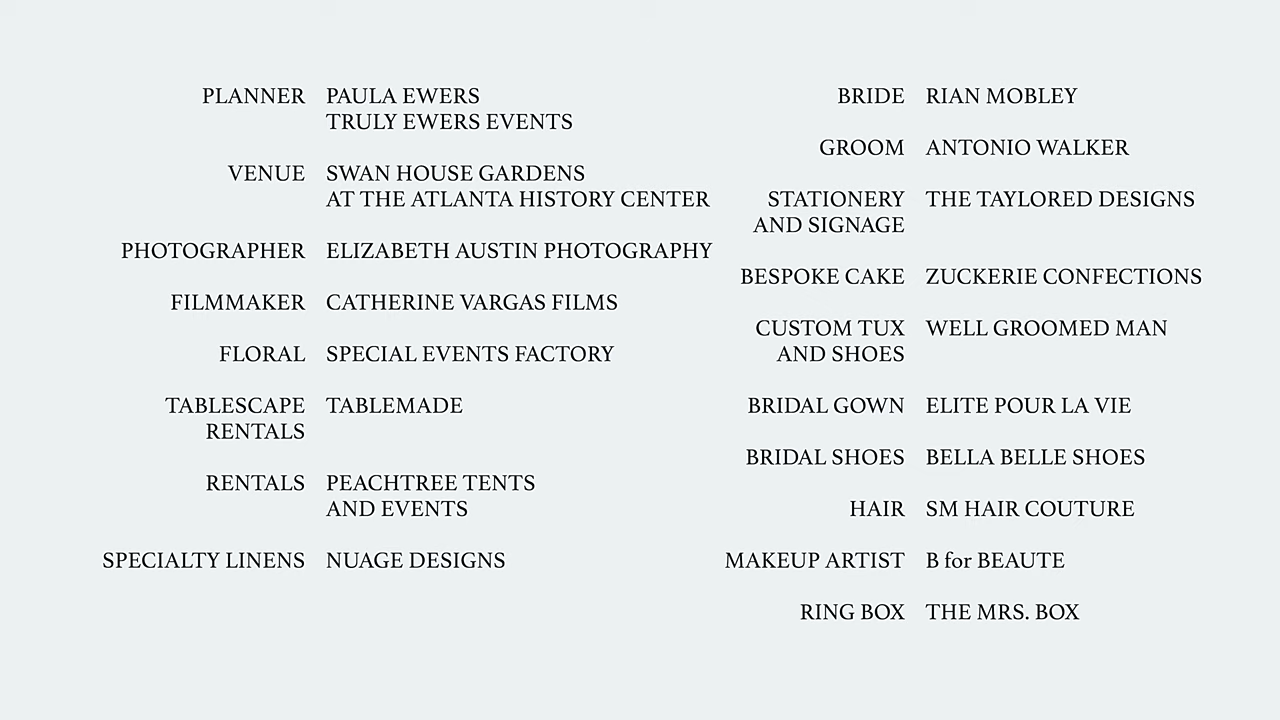 PLANNER PAULA EWERS
TRULY EWERS EVENTS
VENUE SWAN HOUSE GARDENS
AT THE ATLANTA HISTORY CENTER
PHOTOGRAPHER ELIZABETH AUSTIN PHOTOGRAPHY
FILMMAKER CATHERINE VARGAS FILMS
FLORAL SPECIAL EVENTS FACTORY
TABLESCAPE TABLEMADE
RENTALS
RENTALS PEACHTREE TENTS
AND EVENTS
SPECIALTY LINENS NUAGE DESIGNS
BRIDE RIAN MOBLEY
GROOM ANTONIO WALKER
STATIONERY THE TAYLORED DESIGNS
AND SIGNAGE
BESPOKE CAKE ZUCKERIE CONFECTIONS
CUSTOM TUX WELL GROOMED MAN
AND SHOES
BRIDAL GOWN ELITE POUR LA VIE
BRIDAL SHOES BELLA BELLE SHOES
HAIR SM HAIR COUTURE
MAKEUP ARTIST B for BEAUTE
RING BOX THE MRS. BOX